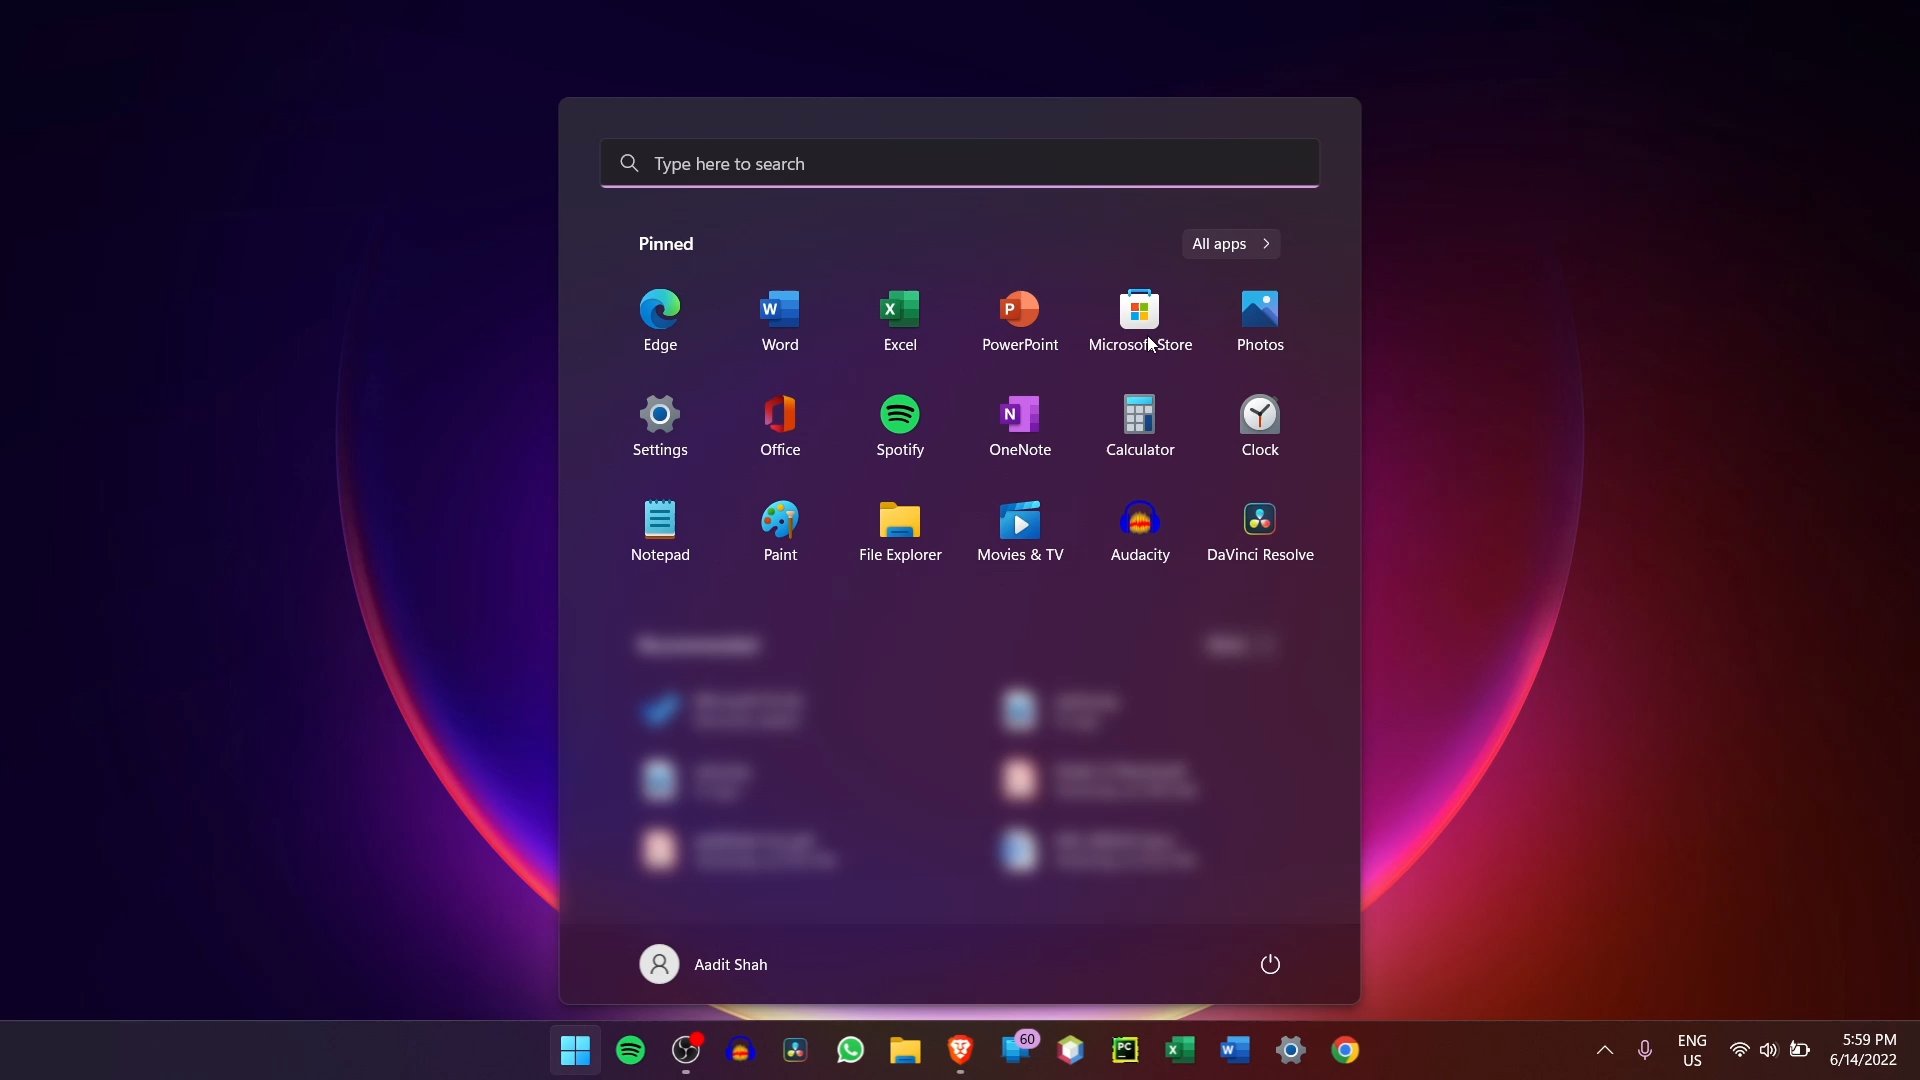 Type here to search
Pinned
All apps
Edge
Word
Excel
PowerPoint
Microsoft Store
Photos
Settings
Office
Spotify
OneNote
Calculator
Clock
Notepad
Paint
File Explorer
Movies & TV
Audacity
DaVinci Resolve
Aadit Shah
60
PC
ENG
US
5:59 PM
6/14/2022